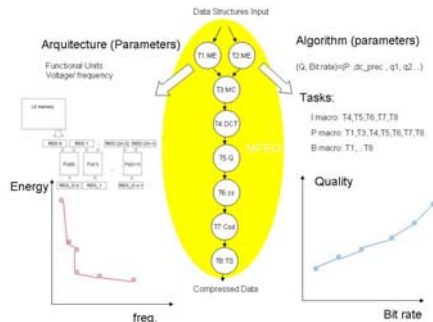 Data Structures Input
Arquitecture (Parameters)
Functional Units
Voltage/ frequency
T1:ME
T2:ME
T3:MC
T4:DCT
T5:Q
T6:zz
T7:Cod
T8:TS
MPEG
Compressed Data
Algorithm (parameters)
(Q, Bit rate)=(P ,dc_prec , q1, q2...)
Tasks:
I macro: T4,T5,T6,T7,T8
P macro: T1,T3,T4,T5,T6,T7,T8
B macro: T1,...T8
Energy
freq.
Quality
Bit rate